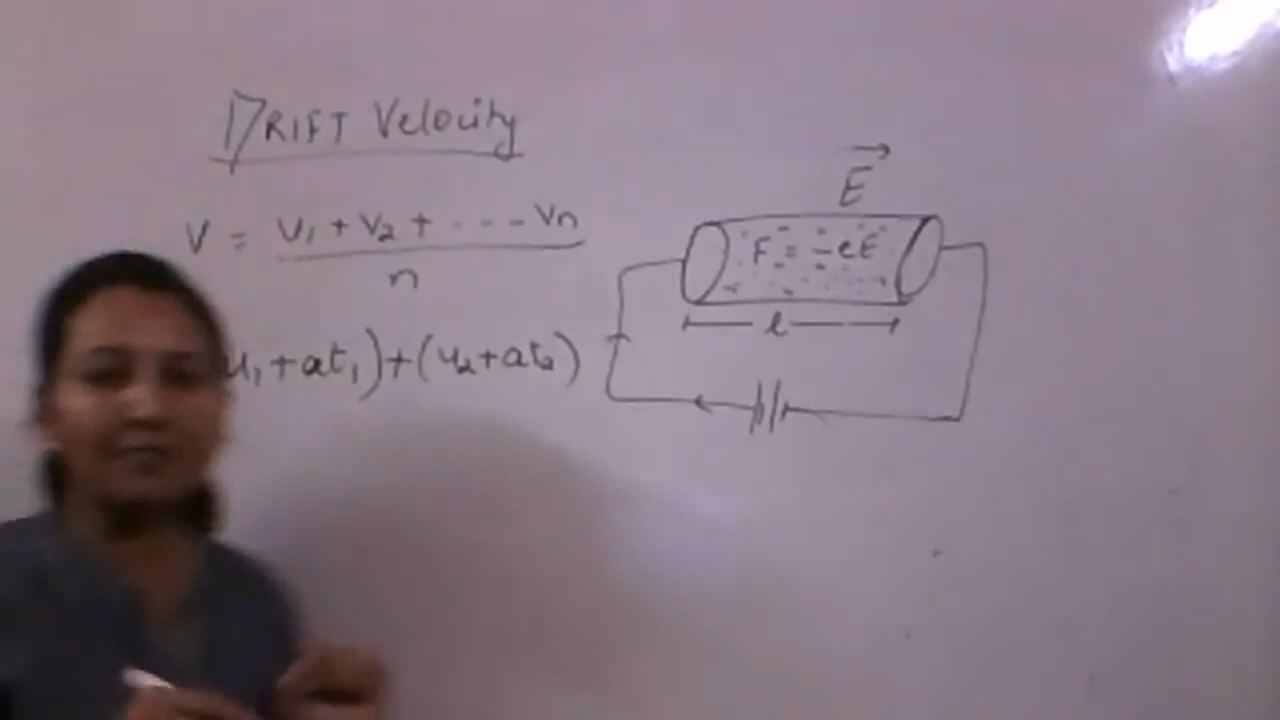 DRIFT Velocity
V = V₁ + V₂ + ··--- Vn
n
u₁+at₁)+(u₂+at₂)
→
E
F = -eE
l